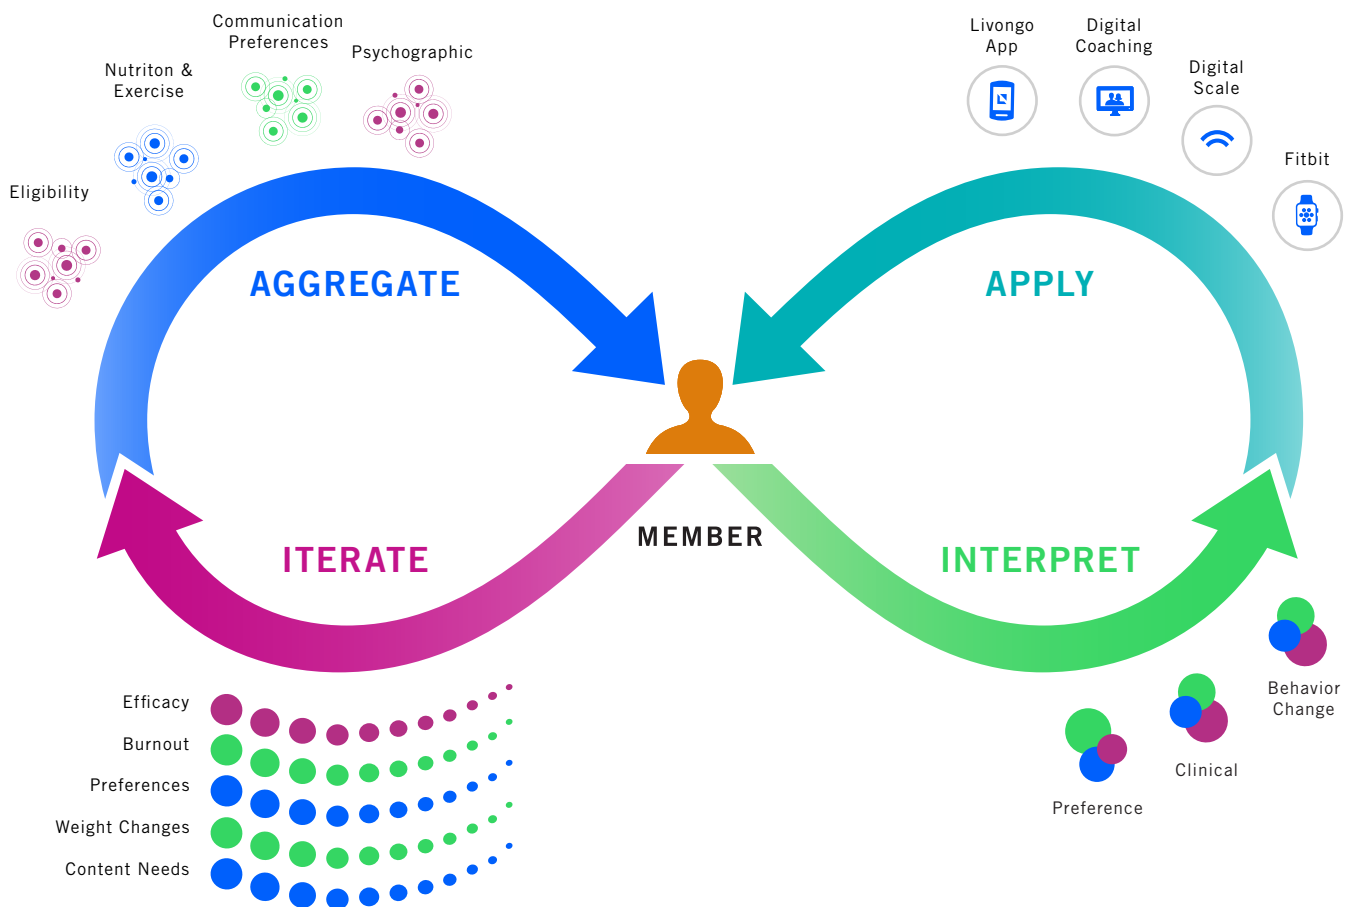 Communication
Preferences
Psychographic
Nutriton &
Exercise
Eligibility
Livongo
App
Digital
Coaching
Digital
Scale
Fitbit
AGGREGATE
APPLY
ITERATE
MEMBER
INTERPRET
Efficacy
Burnout
Preferences
Weight Changes
Content Needs
Behavior
Change
Clinical
Preference